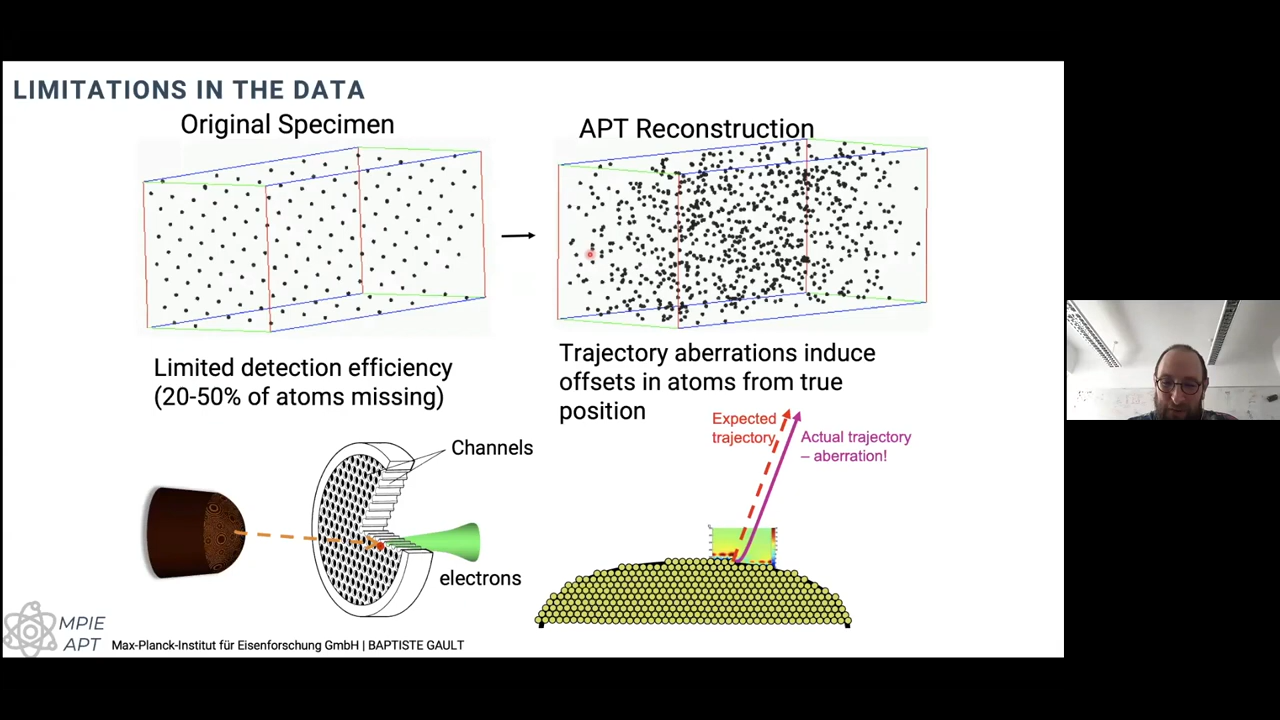 LIMITATIONS IN THE DATA
Original Specimen
APT Reconstruction
Limited detection efficiency
(20-50% of atoms missing)
Trajectory aberrations induce
offsets in atoms from true
position
Expected
trajectory
Actual trajectory
– aberration!
Channels
electrons
MPIE
APT
Max-Planck-Institut für Eisenforschung GmbH | BAPTISTE GAULT